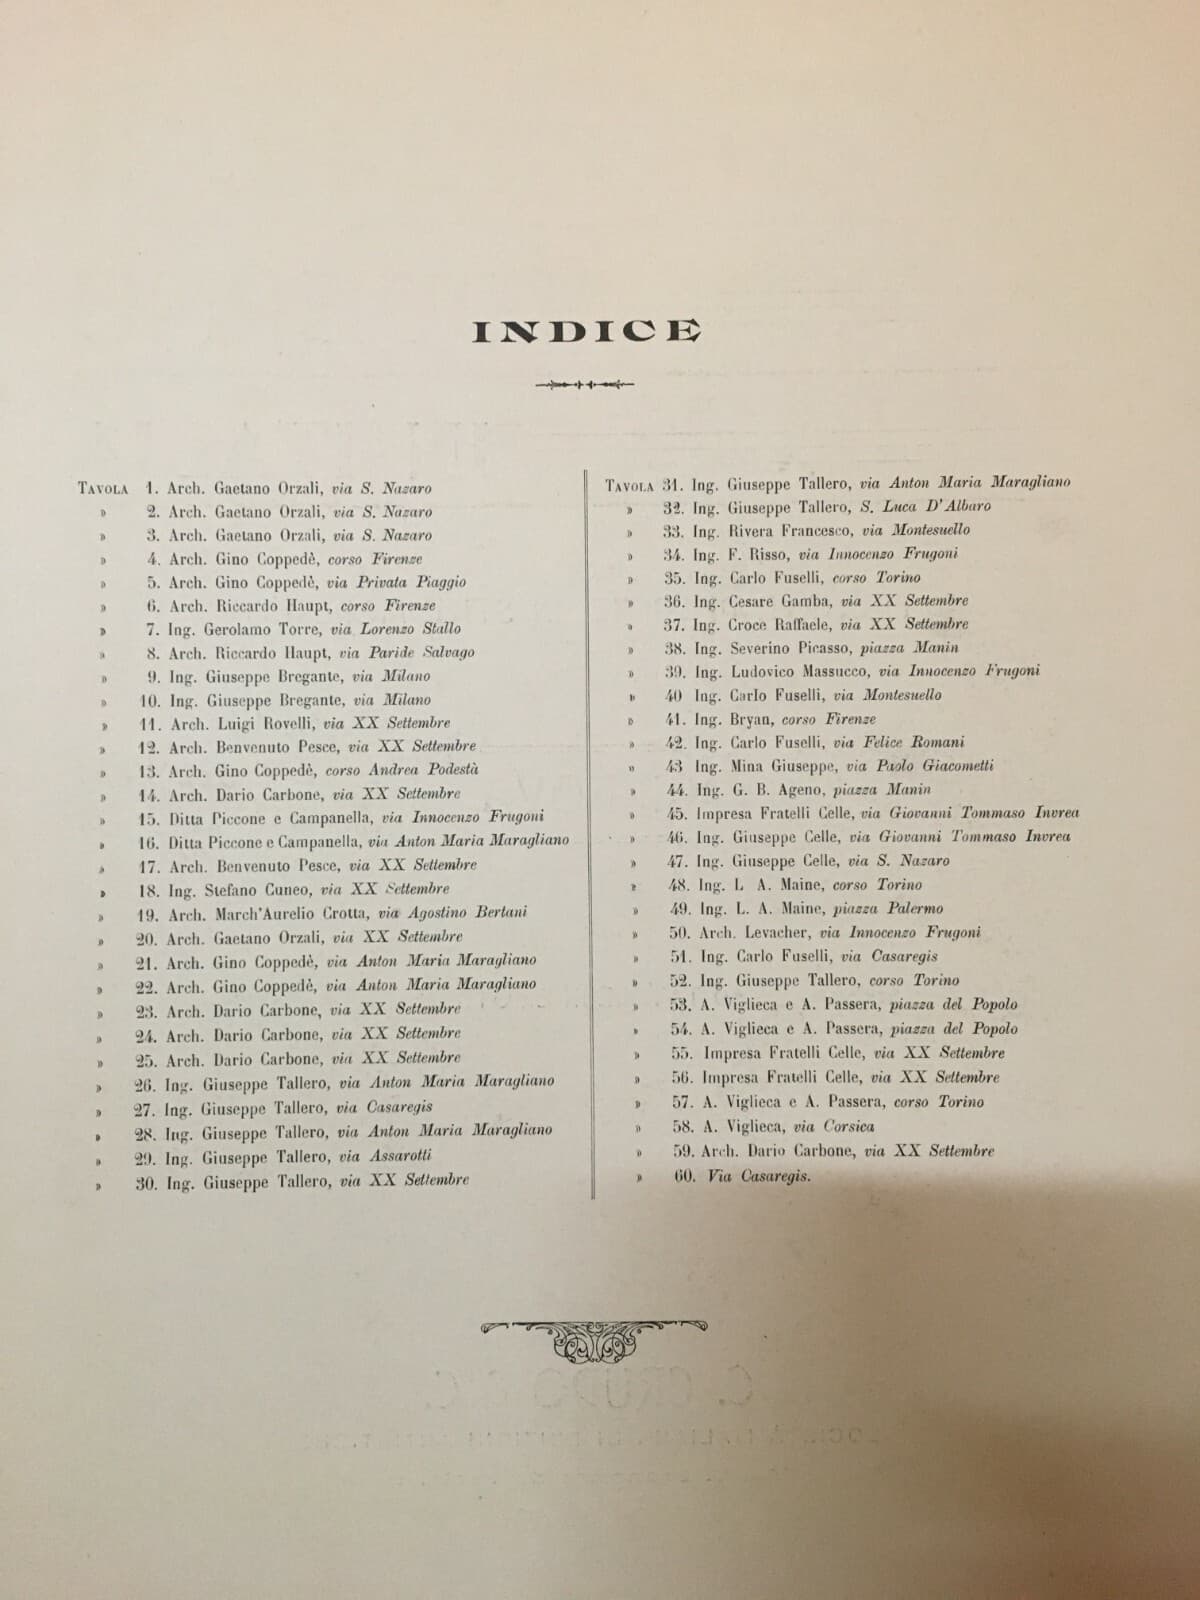 INDICE
TAVOLA 1. Arch. Gaetano Orzali, via S. Nazaro
» 2. Arch. Gaetano Orzali, via S. Nazaro
» 3. Arch. Gaetano Orzali, via S. Nazaro
» 4. Arch. Gino Coppedè, corso Firenze
» 5. Arch. Gino Coppedè, via Privata Piaggio
» 6. Arch. Riccardo Haupt, corso Firenze
» 7. Ing. Gerolamo Torre, via Lorenzo Stallo
» 8. Arch. Riccardo Haupt, via Paride Salvago
» 9. Ing. Giuseppe Bregante, via Milano
» 10. Ing. Giuseppe Bregante, via Milano
» 11. Arch. Luigi Rovelli, via XX Settembre
» 12. Arch. Benvenuto Pesce, via XX Settembre
» 13. Arch. Gino Coppedè, corso Andrea Podestà
» 14. Arch. Dario Carbone, via XX Settembre
» 15. Ditta Piccone e Campanella, via Innocenzo Frugoni
» 16. Ditta Piccone e Campanella, via Anton Maria Maragliano
» 17. Arch. Benvenuto Pesce, via XX Settembre
» 18. Ing. Stefano Cuneo, via XX Settembre
» 19. Arch. March'Aurelio Crotta, via Agostino Bertani
» 20. Arch. Gaetano Orzali, via XX Settembre
» 21. Arch. Gino Coppedè, via Anton Maria Maragliano
» 22. Arch. Gino Coppedè, via Anton Maria Maragliano
» 23. Arch. Dario Carbone, via XX Settembre
» 24. Arch. Dario Carbone, via XX Settembre
» 25. Arch. Dario Carbone, via XX Settembre
» 26. Ing. Giuseppe Tallero, via Anton Maria Maragliano
» 27. Ing. Giuseppe Tallero, via Casaregis
» 28. Ing. Giuseppe Tallero, via Anton Maria Maragliano
» 29. Ing. Giuseppe Tallero, via Assarotti
» 30. Ing. Giuseppe Tallero, via XX Settembre
TAVOLA 31. Ing. Giuseppe Tallero, via Anton Maria Maragliano
» 32. Ing. Giuseppe Tallero, S. Luca D'Albaro
» 33. Ing. Rivera Francesco, via Montesuello
» 34. Ing. F. Risso, via Innocenzo Frugoni
» 35. Ing. Carlo Fuselli, corso Torino
» 36. Ing. Cesare Gamba, via XX Settembre
» 37. Ing. Croce Raffaele, via XX Settembre
» 38. Ing. Severino Picasso, piazza Manin
» 39. Ing. Ludovico Massucco, via Innocenzo Frugoni
» 40 Ing. Carlo Fuselli, via Montesuello
» 41. Ing. Bryan, corso Firenze
» 42. Ing. Carlo Fuselli, via Felice Romani
» 43 Ing. Mina Giuseppe, via Paolo Giacometti
» 44. Ing. G. B. Ageno, piazza Manin
» 45. Impresa Fratelli Celle, via Giovanni Tommaso Invrea
» 46. Ing. Giuseppe Celle, via Giovanni Tommaso Invrea
» 47. Ing. Giuseppe Celle, via S. Nazaro
» 48. Ing. L A. Maine, corso Torino
» 49. Ing. L. A. Maine, piazza Palermo
» 50. Arch. Levacher, via Innocenzo Frugoni
» 51. Ing. Carlo Fuselli, via Casaregis
» 52. Ing. Giuseppe Tallero, corso Torino
» 53. A. Viglieca e A. Passera, piazza del Popolo
» 54. A. Viglieca e A. Passera, piazza del Popolo
» 55. Impresa Fratelli Celle, via XX Settembre
» 56. Impresa Fratelli Celle, via XX Settembre
» 57. A. Viglieca e A. Passera, corso Torino
» 58. A. Viglieca, via Corsica
» 59. Arch. Dario Carbone, via XX Settembre
» 60. Via Casaregis.